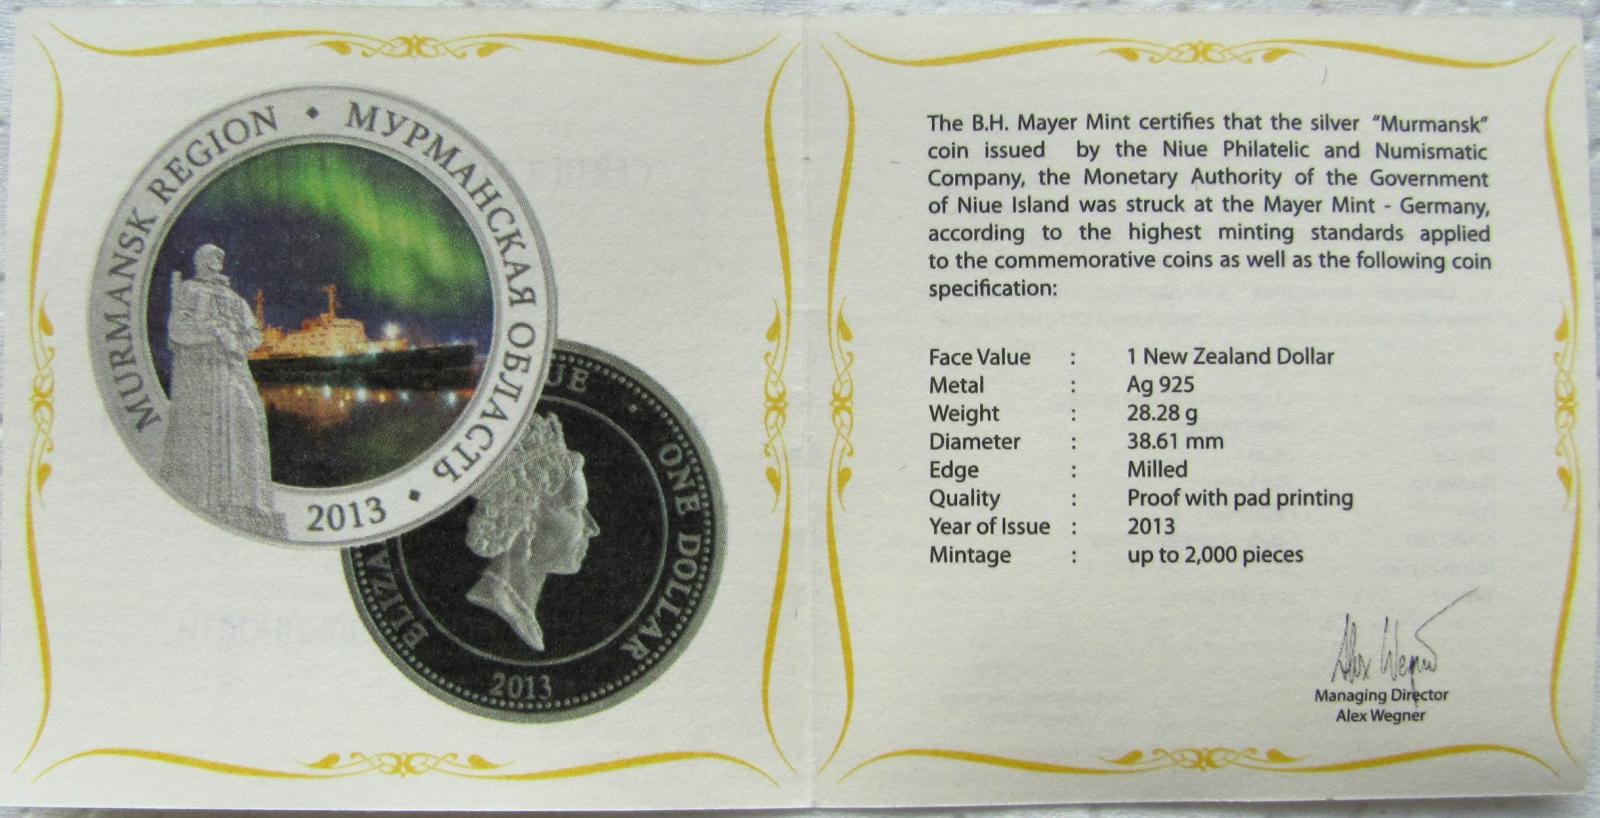 MURMANSK REGION • МУРМАНСКАЯ ОБЛАСТЬ •
2013
ONE DOLLAR
2013
The B.H. Mayer Mint certifies that the silver "Murmansk"
coin issued by the Niue Philatelic and Numismatic
Company, the Monetary Authority of the Government
of Niue Island was struck at the Mayer Mint - Germany,
according to the highest minting standards applied
to the commemorative coins as well as the following coin
specification:
Face Value : 1 New Zealand Dollar
Metal : Ag 925
Weight : 28.28 g
Diameter : 38.61 mm
Edge : Milled
Quality : Proof with pad printing
Year of Issue : 2013
Mintage : up to 2,000 pieces
Alex Wegner
Managing Director
Alex Wegner